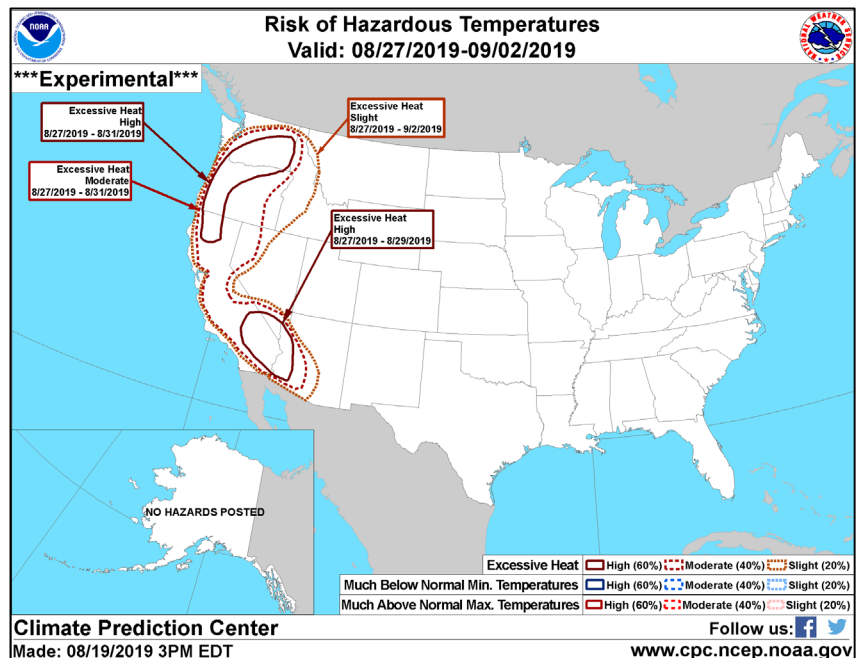 Risk of Hazardous Temperatures
Valid: 08/27/2019-09/02/2019
NOAA
NATIONAL WEATHER SERVICE
***Experimental***
Excessive Heat
High
8/27/2019 - 8/31/2019
Excessive Heat
Slight
8/27/2019 - 9/2/2019
Excessive Heat
Moderate
8/27/2019 - 8/31/2019
Excessive Heat
High
8/27/2019 - 8/29/2019
NO HAZARDS POSTED
Excessive Heat High (60%) Moderate (40%) Slight (20%)
Much Below Normal Min. Temperatures High (60%) Moderate (40%) Slight (20%)
Much Above Normal Max. Temperatures High (60%) Moderate (40%) Slight (20%)
Climate Prediction Center
Made: 08/19/2019 3PM EDT
Follow us:
www.cpc.ncep.noaa.gov